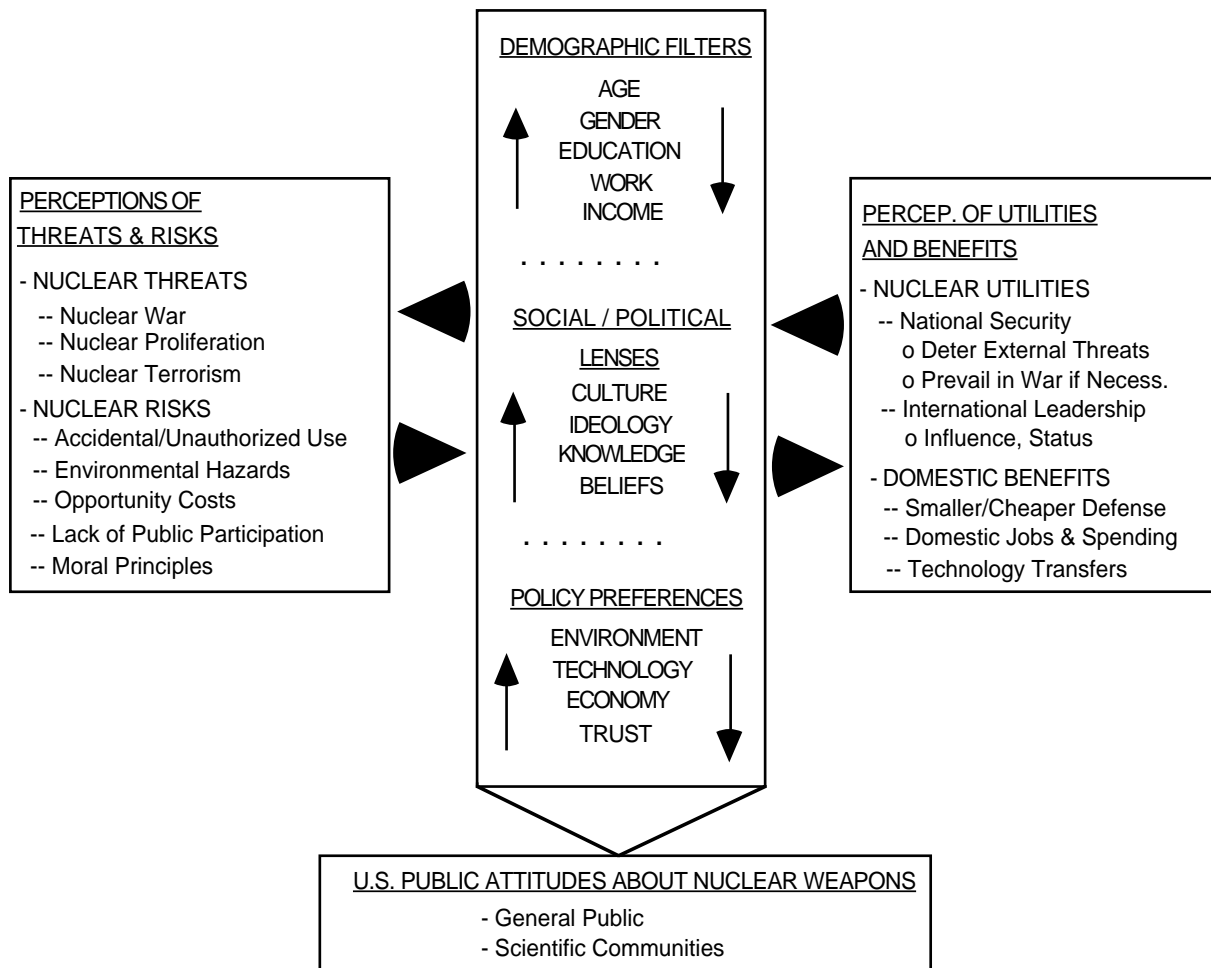 DEMOGRAPHIC FILTERS
AGE
GENDER
EDUCATION
WORK
INCOME
. . . . . . . .
SOCIAL / POLITICAL
LENSES
CULTURE
IDEOLOGY
KNOWLEDGE
BELIEFS
. . . . . . . .
POLICY PREFERENCES
ENVIRONMENT
TECHNOLOGY
ECONOMY
TRUST
PERCEPTIONS OF
THREATS & RISKS
- NUCLEAR THREATS
-- Nuclear War
-- Nuclear Proliferation
-- Nuclear Terrorism
- NUCLEAR RISKS
-- Accidental/Unauthorized Use
-- Environmental Hazards
-- Opportunity Costs
-- Lack of Public Participation
-- Moral Principles
PERCEP. OF UTILITIES
AND BENEFITS
- NUCLEAR UTILITIES
-- National Security
o Deter External Threats
o Prevail in War if Necess.
-- International Leadership
o Influence, Status
- DOMESTIC BENEFITS
-- Smaller/Cheaper Defense
-- Domestic Jobs & Spending
-- Technology Transfers
U.S. PUBLIC ATTITUDES ABOUT NUCLEAR WEAPONS
- General Public
- Scientific Communities